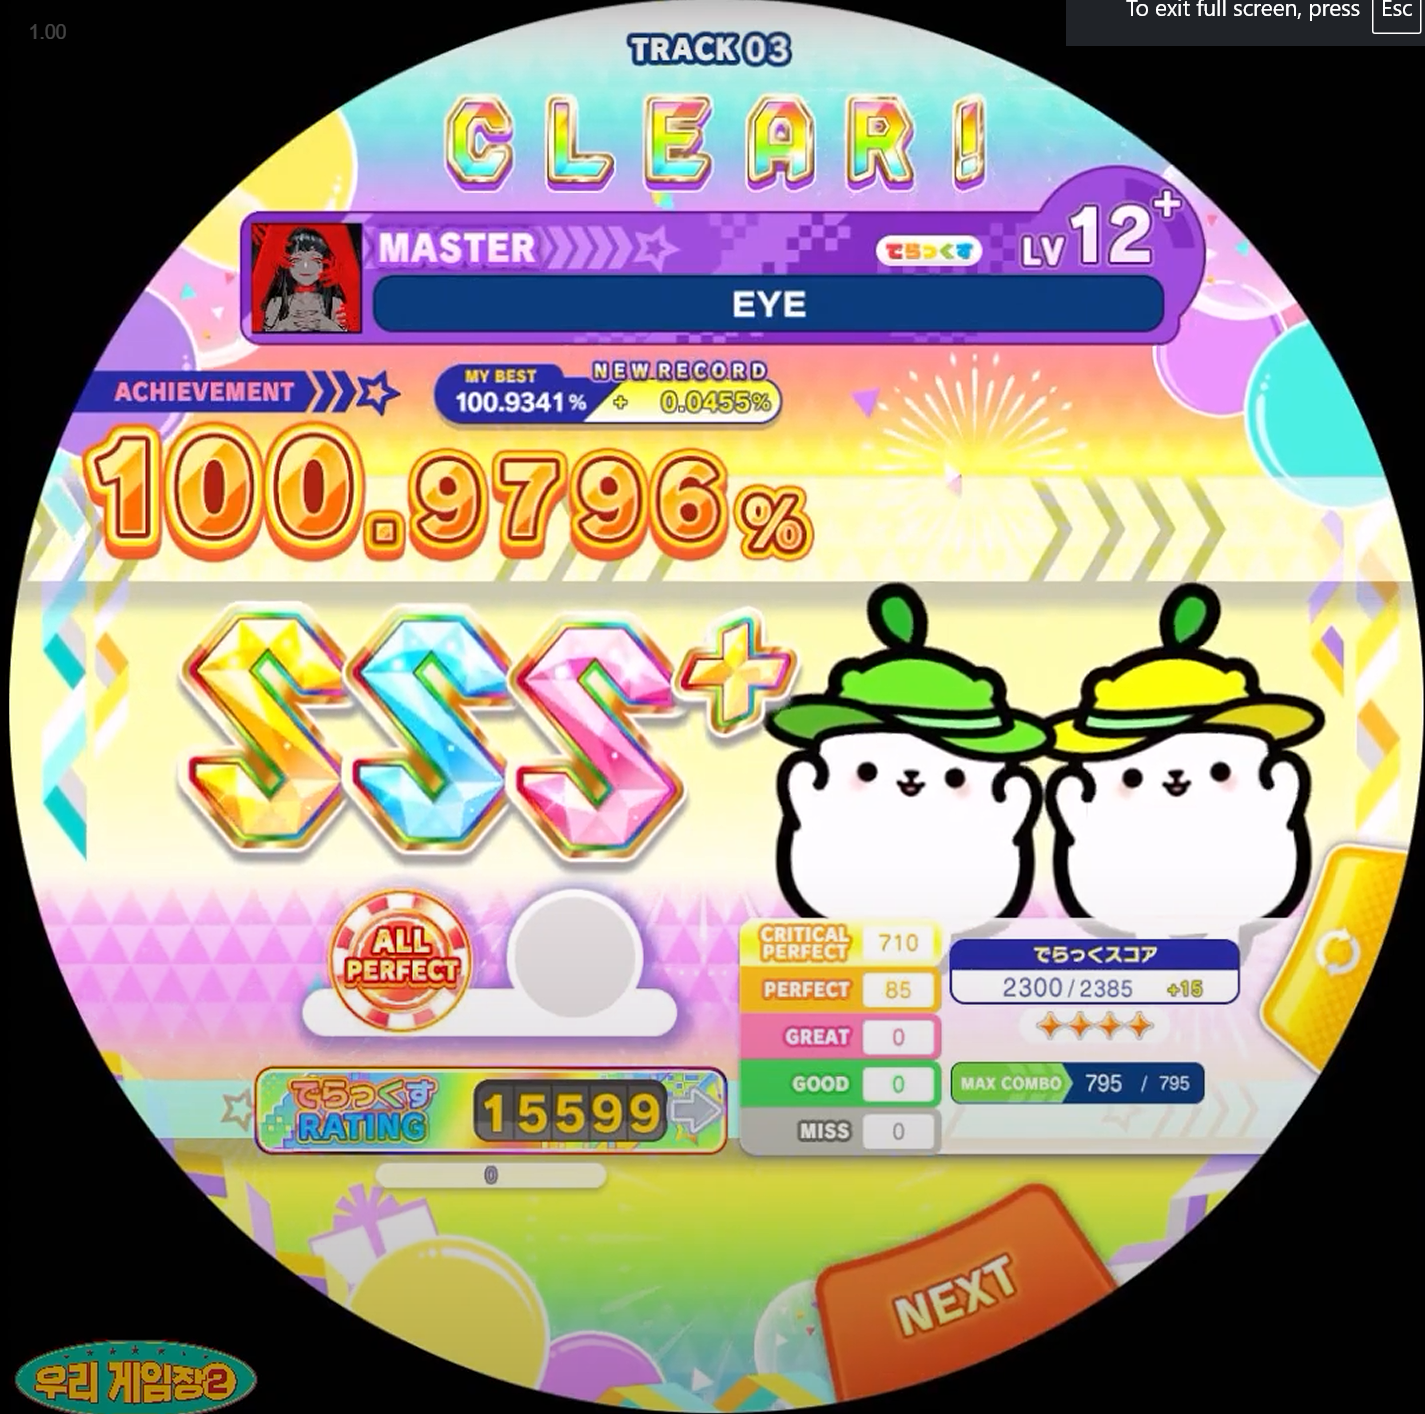 1.00
To exit full screen, press Esc
TRACK 03
CLEAR!
MASTER でらっくす LV 12+
EYE
ACHIEVEMENT
MY BEST 100.9341%
NEW RECORD + 0.0455%
100.9796%
SSS+
ALL PERFECT
CRITICAL PERFECT 710
PERFECT 85
GREAT 0
GOOD 0
MISS 0
でらっくスコア
2300/2385 +15
MAX COMBO 795 / 795
でらっくす RATING 15599
0
NEXT
우리 게임장2